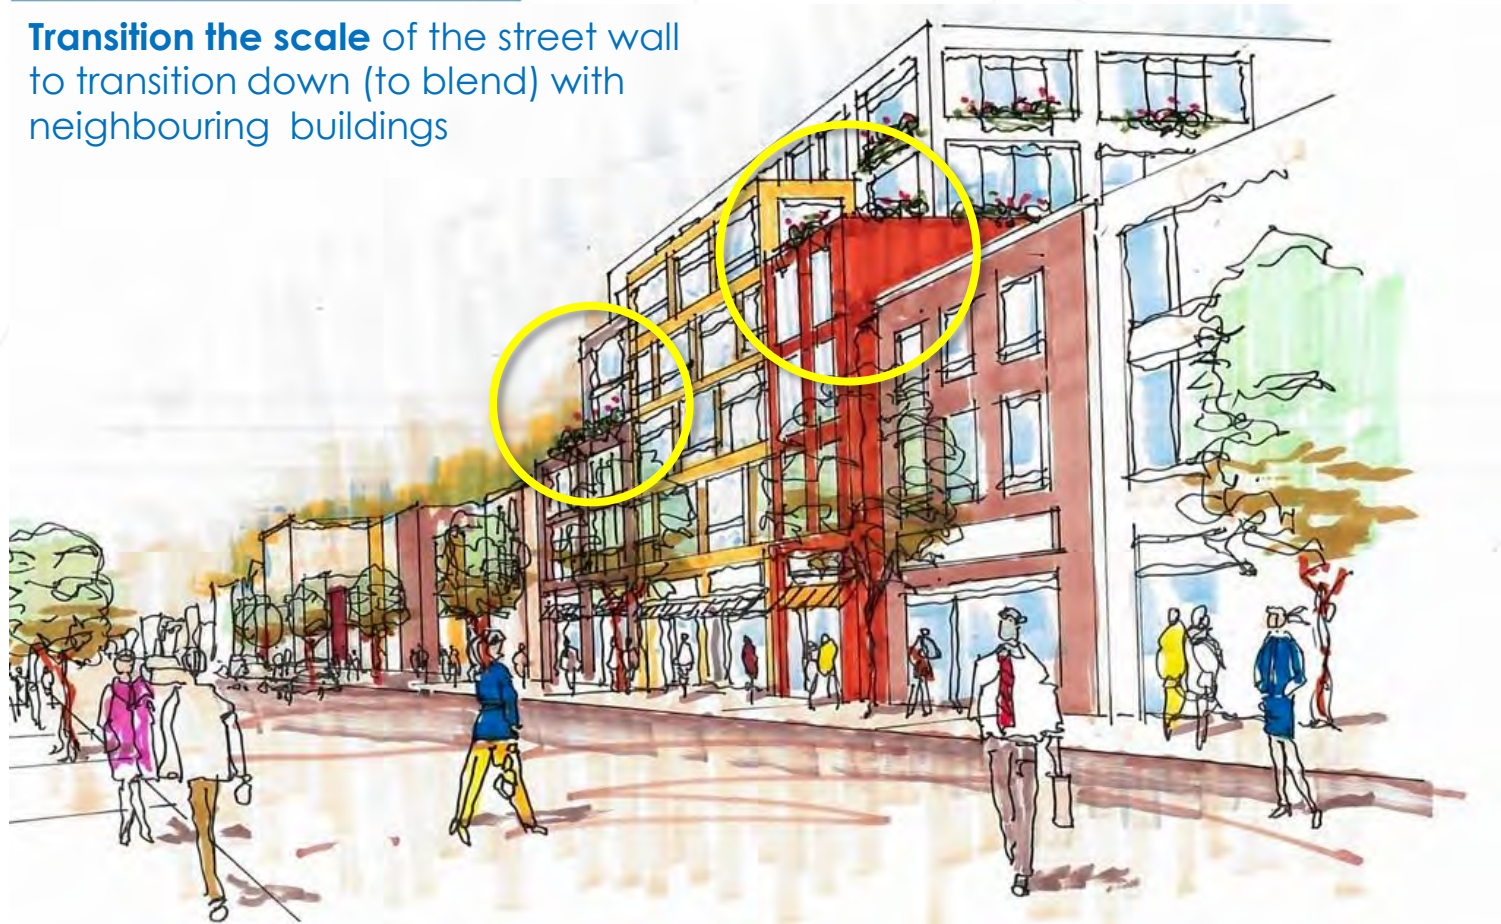 Transition the scale of the street wall
to transition down (to blend) with
neighbouring buildings